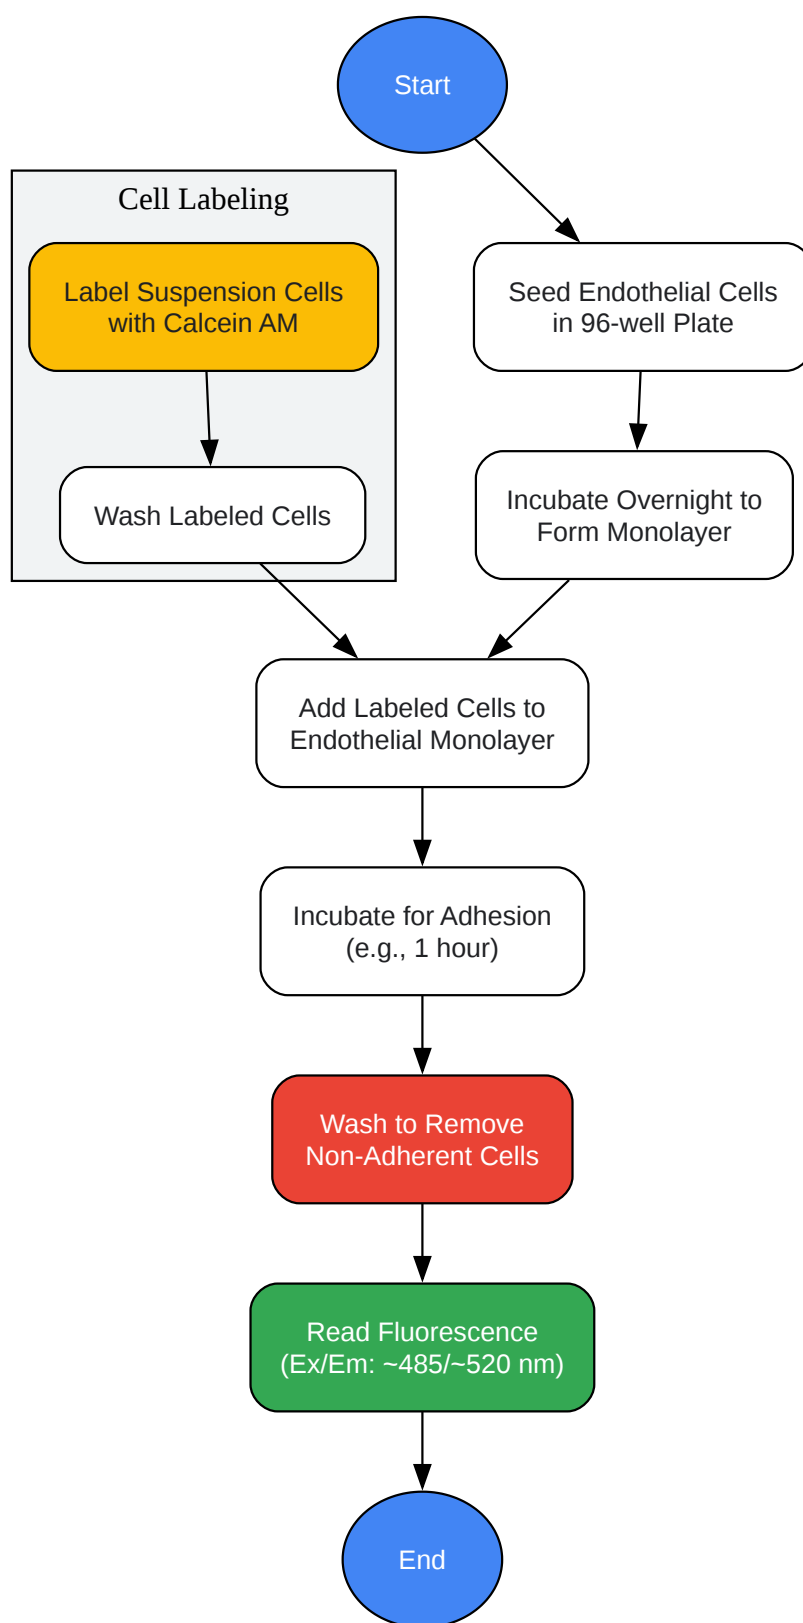 Start
Cell Labeling
Label Suspension Cells
with Calcein AM
Seed Endothelial Cells
in 96-well Plate
Wash Labeled Cells
Incubate Overnight to
Form Monolayer
Add Labeled Cells to
Endothelial Monolayer
Incubate for Adhesion
(e.g., 1 hour)
Wash to Remove
Non-Adherent Cells
Read Fluorescence
(Ex/Em: ~485/~520 nm)
End